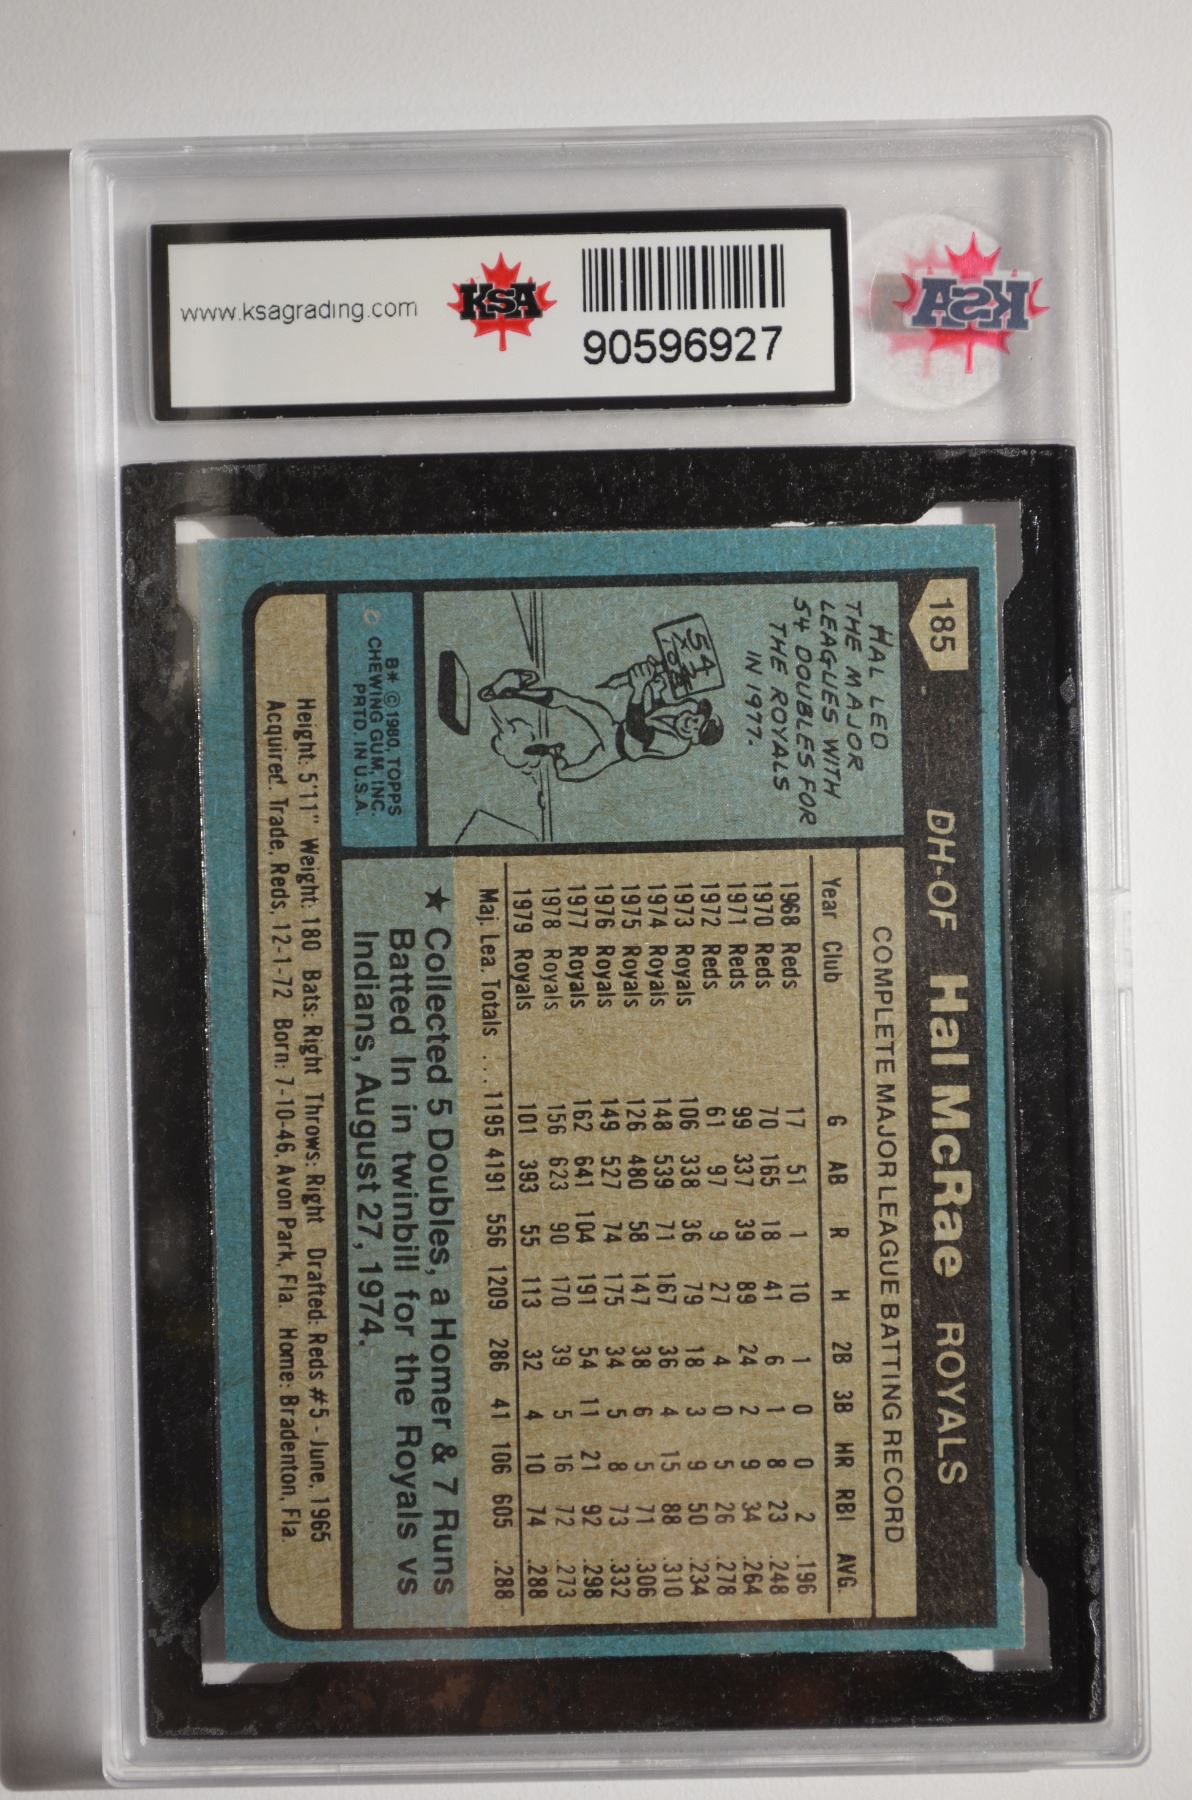 www.ksagrading.com
KSA
90596927
KSA
185
DH-OF Hal McRae ROYALS
HAL LED
THE MAJOR
LEAGUES WITH
54 DOUBLES FOR
THE ROYALS
IN 1977.
54
B* © 1980, TOPPS
CHEWING GUM, INC.
PRTD. IN U.S.A.
COMPLETE MAJOR LEAGUE BATTING RECORD
Year Club G AB R H 2B 3B HR RBI AVG.
1968 Reds 17 51 1 10 1 0 0 2 .196
1970 Reds 70 165 18 41 6 1 8 23 .248
1971 Reds 99 337 39 89 24 2 9 34 .264
1972 Reds 61 97 9 27 4 0 5 26 .278
1973 Royals 106 338 36 79 18 3 9 50 .234
1974 Royals 148 539 71 167 36 4 15 88 .310
1975 Royals 126 480 58 147 38 6 5 71 .306
1976 Royals 149 527 74 175 34 5 8 73 .332
1977 Royals 162 641 104 191 54 11 21 92 .298
1978 Royals 156 623 90 170 39 5 16 72 .273
1979 Royals 101 393 55 113 32 4 10 74 .288
Maj. Lea. Totals ... 1195 4191 556 1209 286 41 106 605 .288
★ Collected 5 Doubles, a Homer & 7 Runs
Batted In in twinbill for the Royals vs
Indians, August 27, 1974.
Height: 5'11" Weight: 180 Bats: Right Throws: Right Drafted: Reds #5 - June, 1965
Acquired: Trade, Reds, 12-1-72 Born: 7-10-46, Avon Park, Fla. Home: Bradenton, Fla.